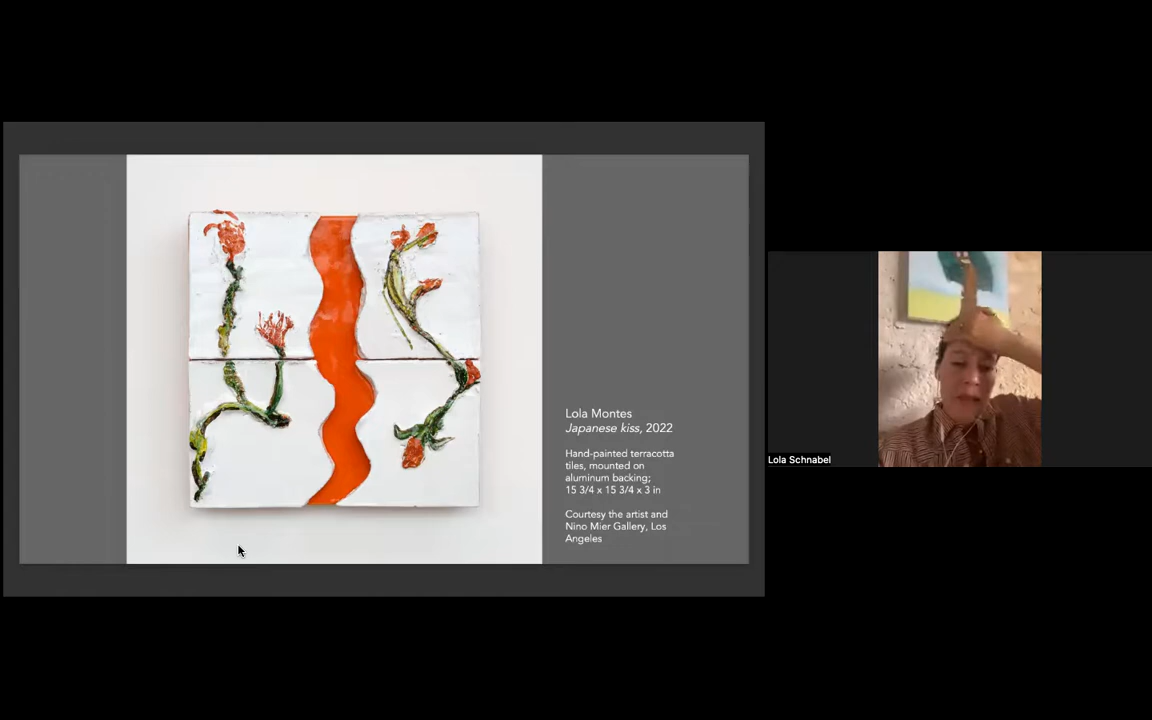 Lola Montes
Japanese kiss, 2022
Hand-painted terracotta
tiles, mounted on
aluminum backing;
15 3/4 x 15 3/4 x 3 in
Courtesy the artist and
Nino Mier Gallery, Los
Angeles
Lola Schnabel